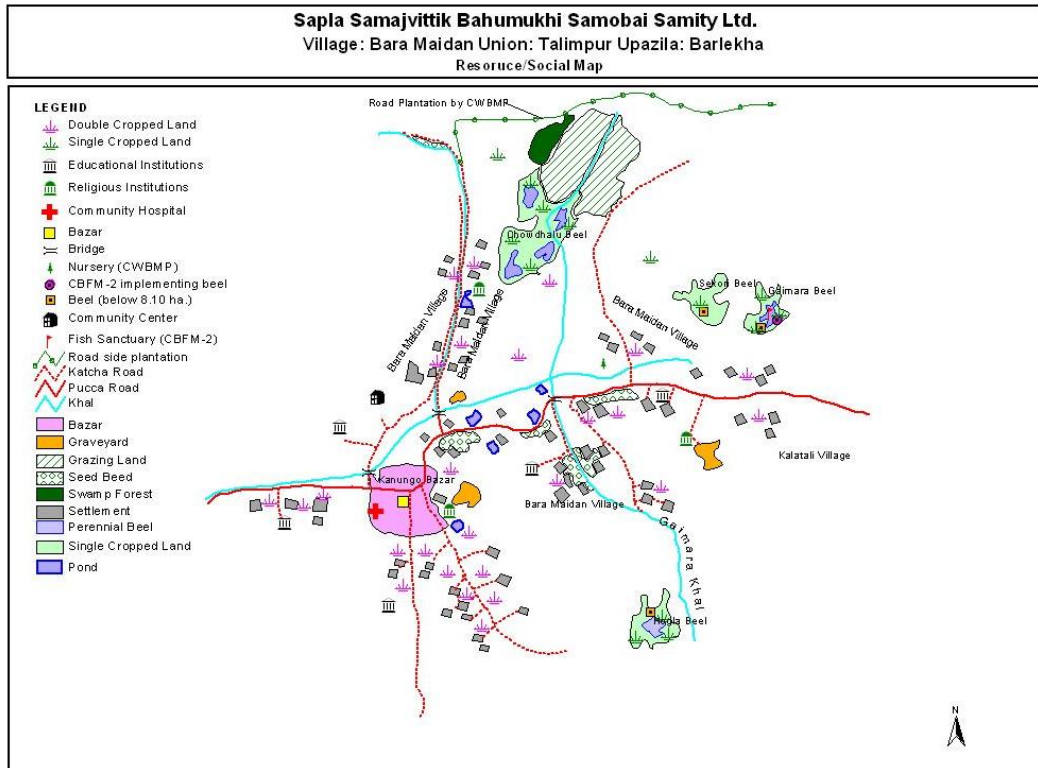 Sapla Samajvittik Bahumukhi Samobai Samity Ltd.
Village: Bara Maidan Union: Talimpur Upazila: Barlekha
Resoruce/Social Map
LEGEND
Double Cropped Land
Single Cropped Land
Educational Institutions
Religious Institutions
Community Hospital
Bazar
Bridge
Nursery (CWBMP)
CBFM-2 implementing beel
Beel (below 8.10 ha.)
Community Center
Fish Sanctuary (CBFM-2)
Road side plantation
Katcha Road
Pucca Road
Khal
Bazar
Graveyard
Grazing Land
Seed Beed
Swamp Forest
Settlement
Perennial Beel
Single Cropped Land
Pond
Road Plantation by CWBMP
Chowdhalu Beel
Sekori Beel
Gaimara Beel
Bara Maidan Village
Bara Maidan Village
Bara Maidan Village
Kalatali Village
Kanungo Bazar
Bara Maidan Village
Gaimara Khal
Hogla Beel
N